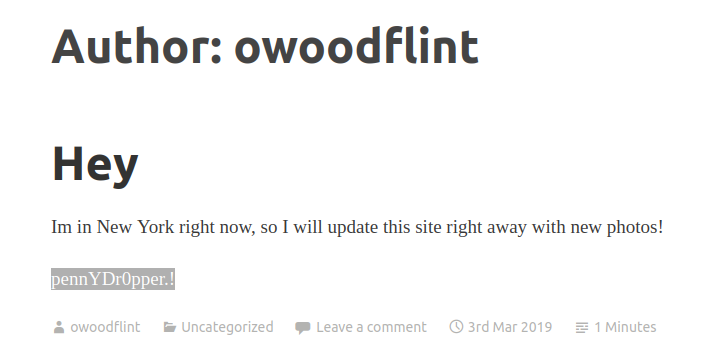 Author: owoodflint
Hey
Im in New York right now, so I will update this site right away with new photos!
pennYDr0pper.!
owoodflint Uncategorized Leave a comment 3rd Mar 2019 1 Minutes